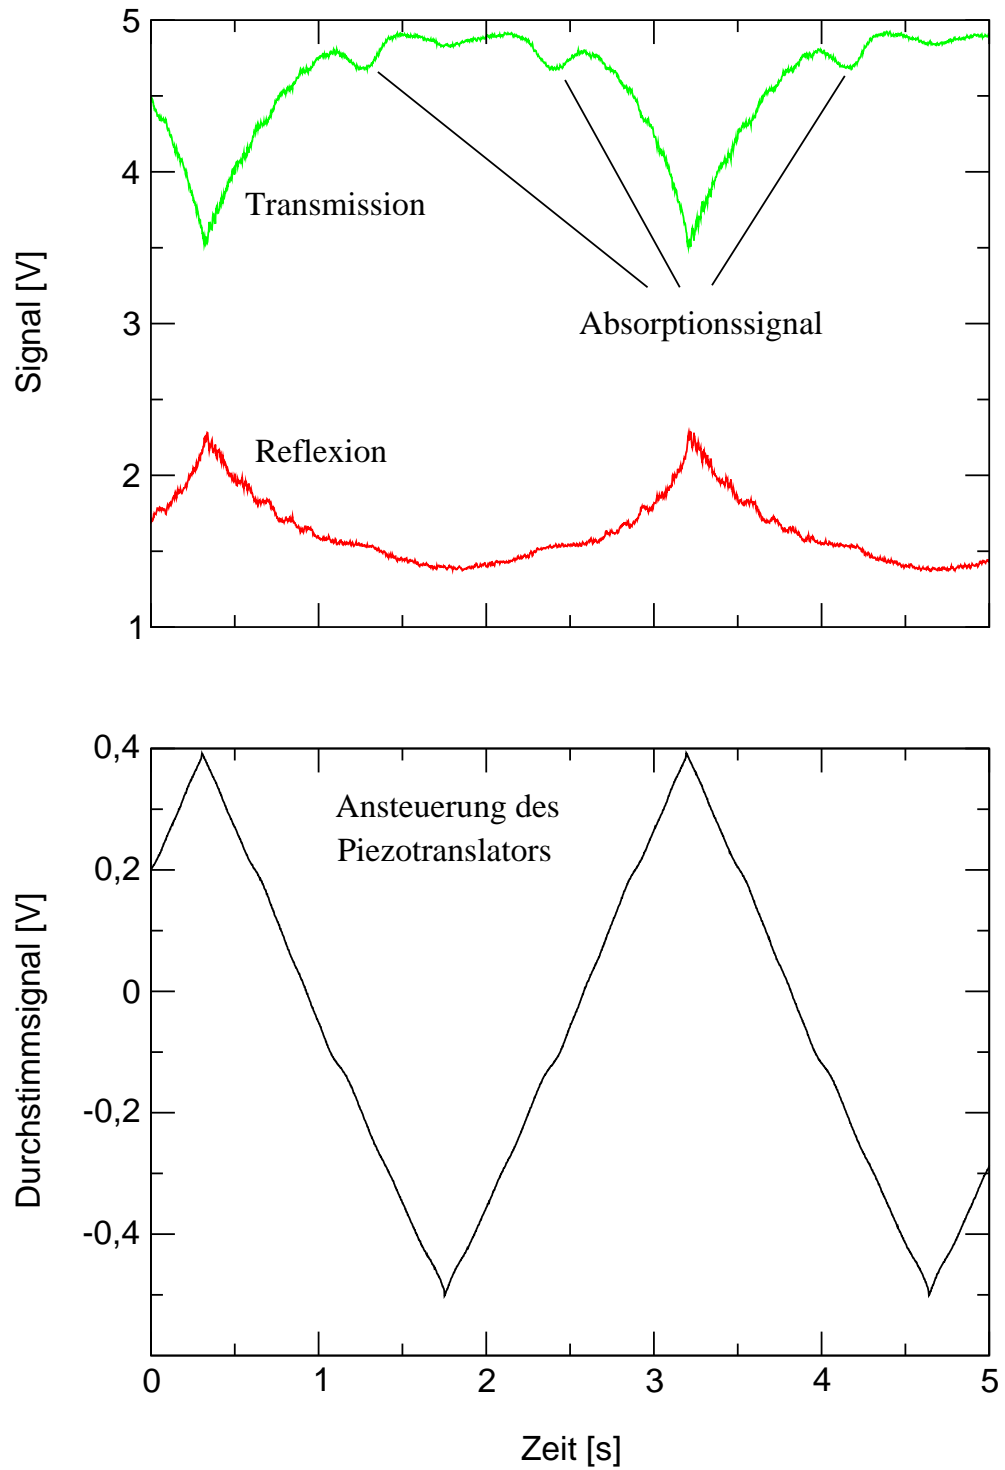 5
4
3
2
1
Signal [V]
Transmission
Absorptionssignal
Reflexion
0,4
0,2
0
-0,2
-0,4
Durchstimmsignal [V]
Ansteuerung des
Piezotranslators
0 1 2 3 4 5
Zeit [s]